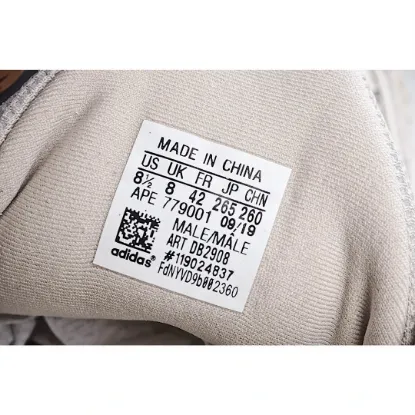 MADE IN CHINA
US UK FR JP CHN
8½ 8 42 265 260
APE 779001 09/19
MALE/MÂLE
ART DB2908
#119024837
FdNYVD9b002360
adidas®